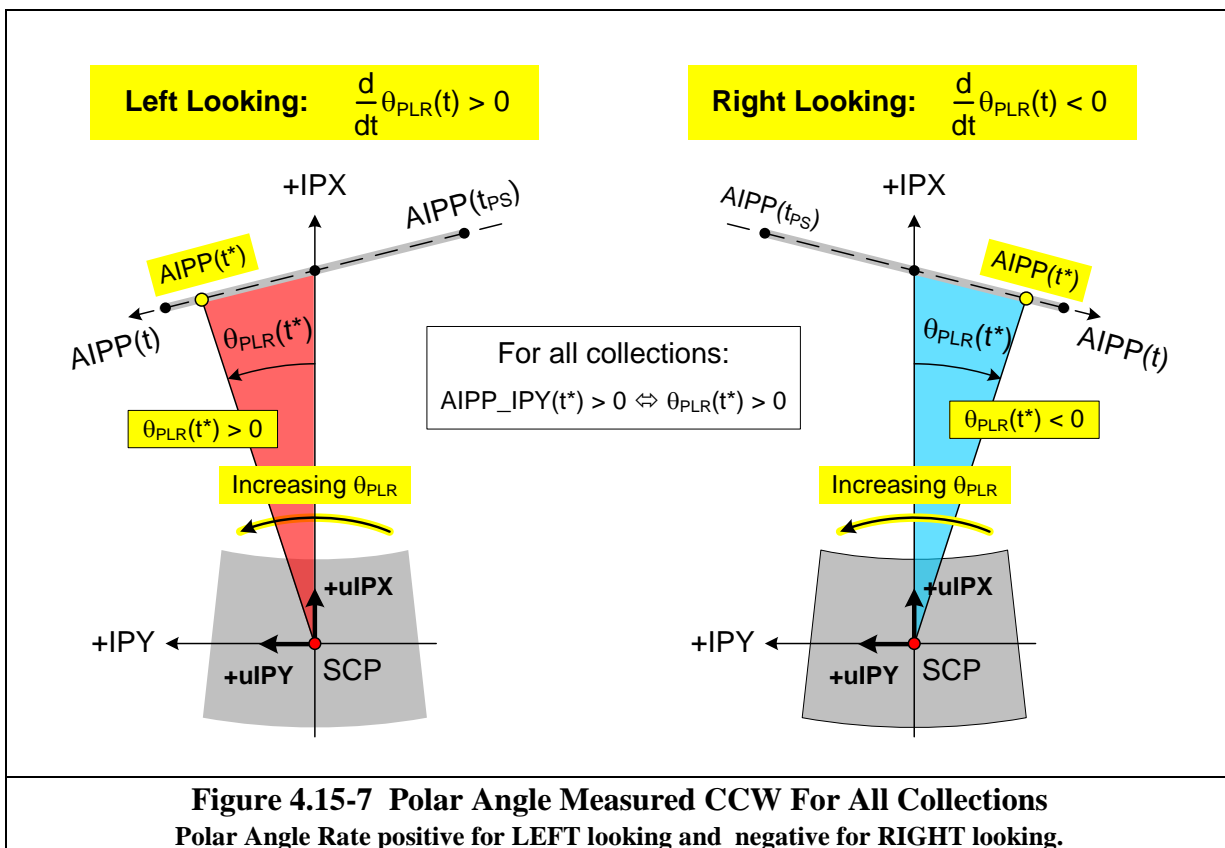 Left Looking: d/dt θPLR(t) > 0
+IPX
AIPP(tPS)
AIPP(t*)
AIPP(t)
θPLR(t*)
θPLR(t*) > 0
Increasing θPLR
+uIPX
+IPY
+uIPY
SCP
For all collections:
AIPP_IPY(t*) > 0 ⇔ θPLR(t*) > 0
Right Looking: d/dt θPLR(t) < 0
+IPX
AIPP(tPS)
AIPP(t*)
AIPP(t)
θPLR(t*)
θPLR(t*) < 0
Increasing θPLR
+uIPX
+IPY
+uIPY
SCP
Figure 4.15-7 Polar Angle Measured CCW For All Collections
Polar Angle Rate positive for LEFT looking and negative for RIGHT looking.